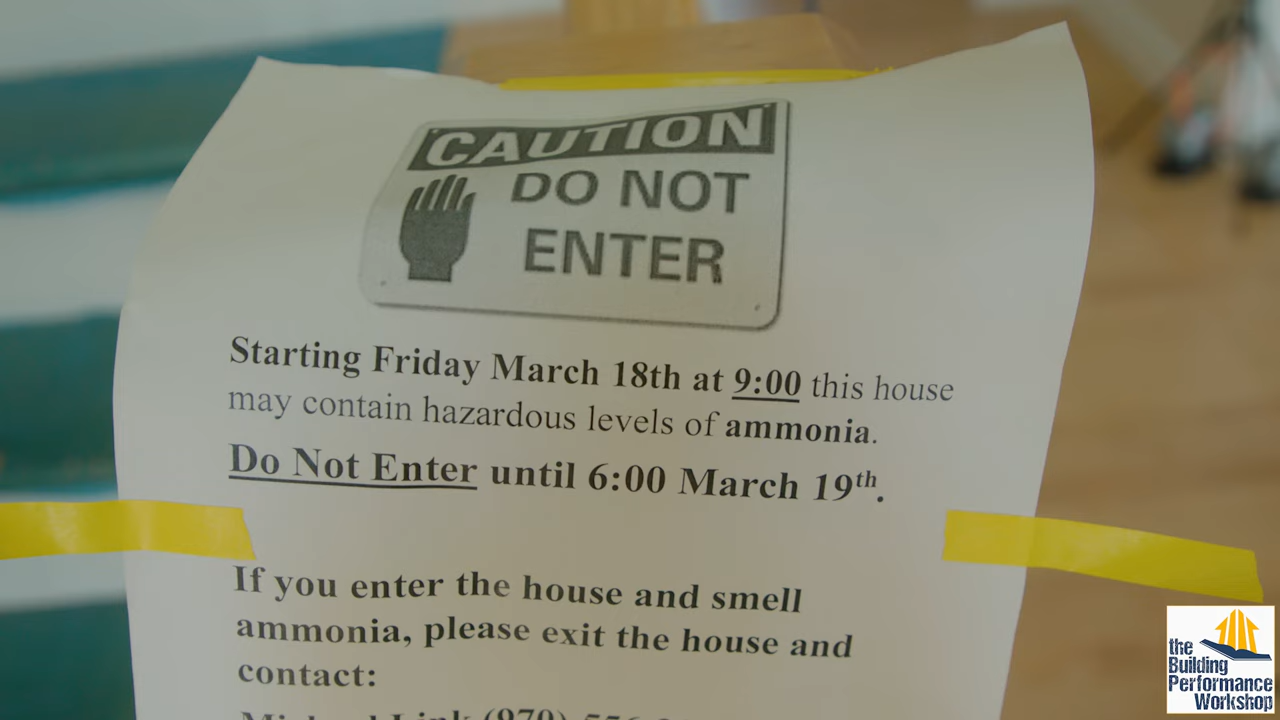 CAUTION
DO NOT
ENTER
Starting Friday March 18th at 9:00 this house
may contain hazardous levels of ammonia.
Do Not Enter until 6:00 March 19th.
If you enter the house and smell
ammonia, please exit the house and
contact:
the
Building
Performance
Workshop